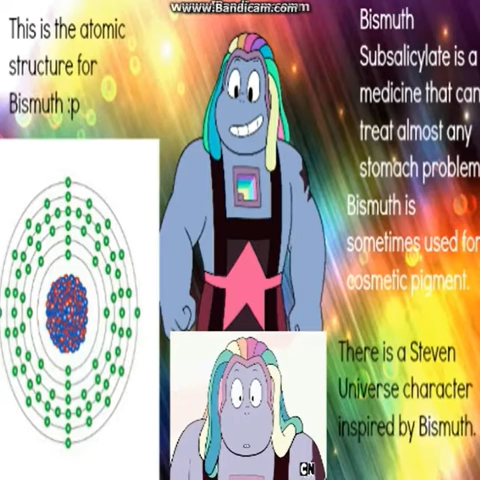 www.Bandicam.com
This is the atomic
structure for
Bismuth :p
Bismuth
Subsalicylate is a
medicine that can
treat almost any
stomach problem
Bismuth is
sometimes used for
cosmetic pigment.
There is a Steven
Universe character
inspired by Bismuth.
CN